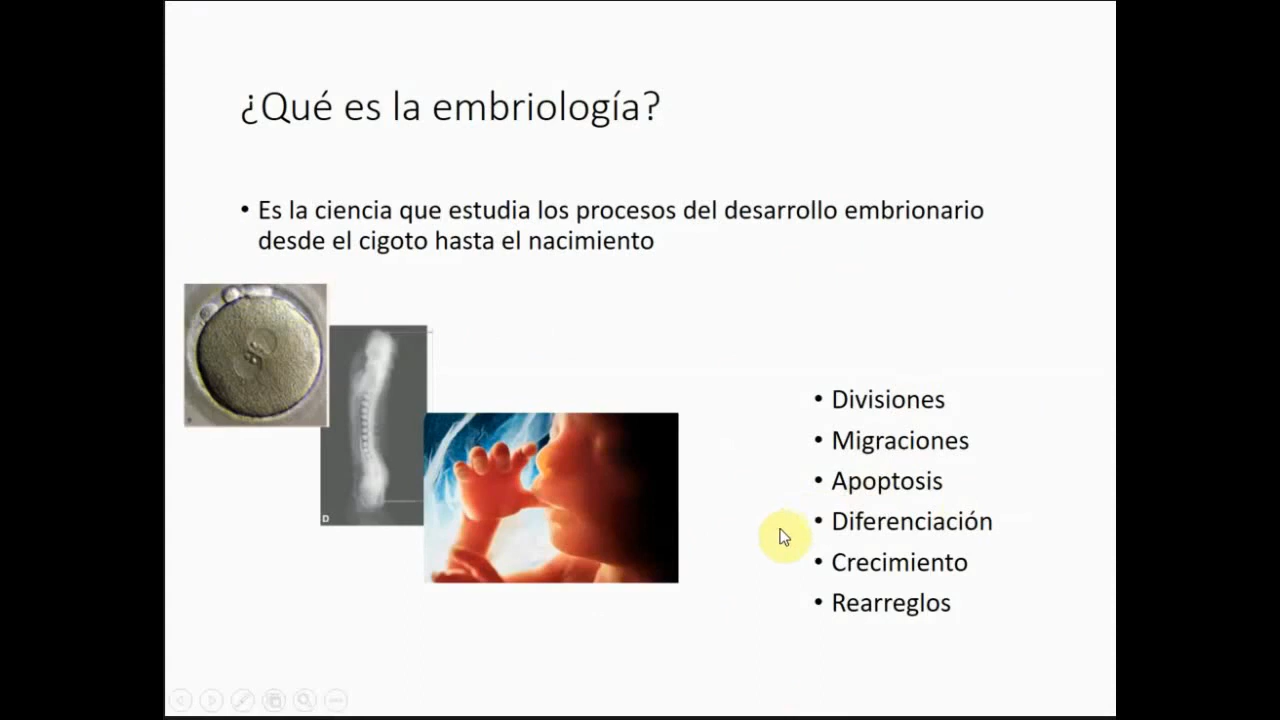 ¿Qué es la embriología?
• Es la ciencia que estudia los procesos del desarrollo embrionario
desde el cigoto hasta el nacimiento
D
• Divisiones
• Migraciones
• Apoptosis
• Diferenciación
• Crecimiento
• Rearreglos